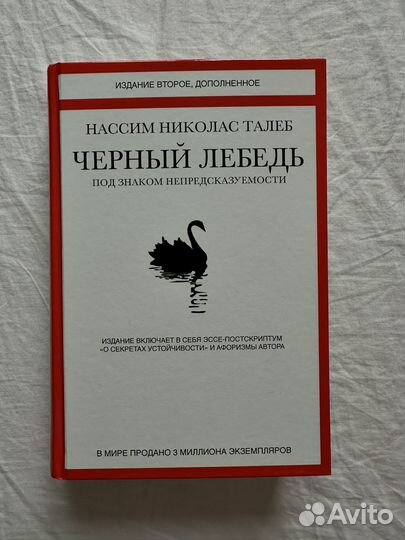 ИЗДАНИЕ ВТОРОЕ, ДОПОЛНЕННОЕ
НАССИМ НИКОЛАС ТАЛЕБ
ЧЕРНЫЙ ЛЕБЕДЬ
ПОД ЗНАКОМ НЕПРЕДСКАЗУЕМОСТИ
ИЗДАНИЕ ВКЛЮЧАЕТ В СЕБЯ ЭССЕ-ПОСТСКРИПТУМ
«О СЕКРЕТАХ УСТОЙЧИВОСТИ» И АФОРИЗМЫ АВТОРА
В МИРЕ ПРОДАНО 3 МИЛЛИОНА ЭКЗЕМПЛЯРОВ
Avito